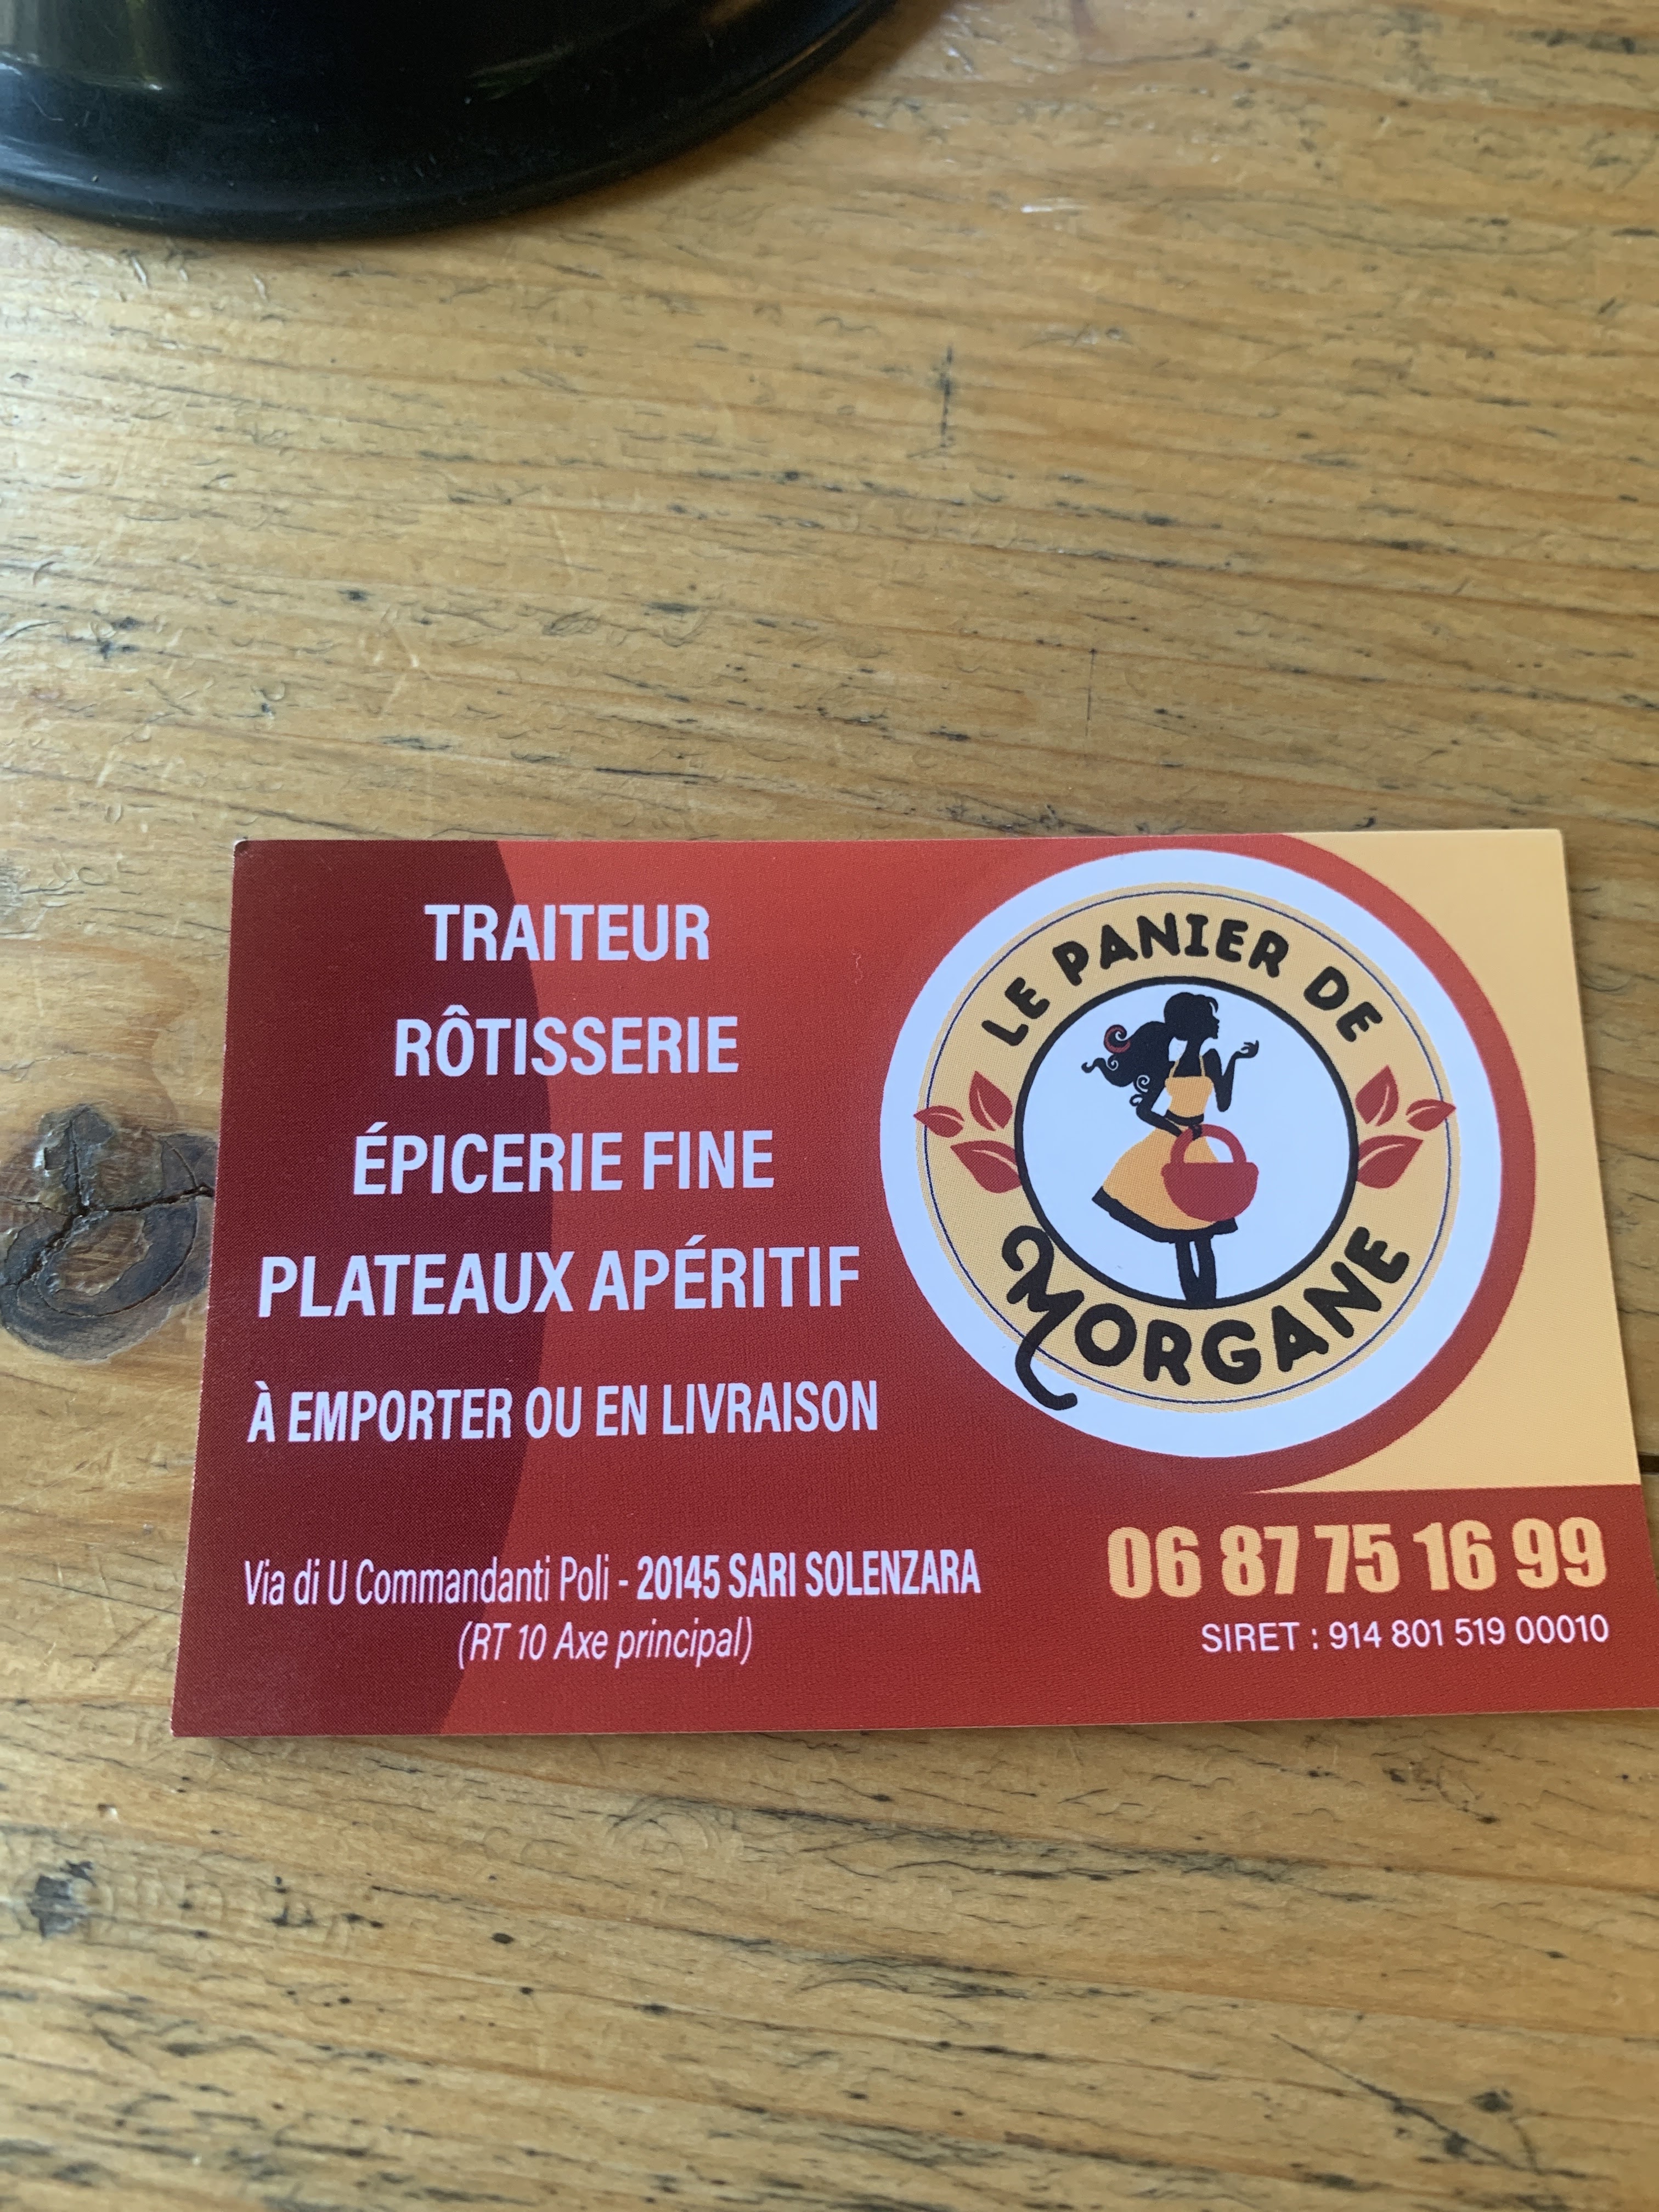 TRAITEUR
RÔTISSERIE
ÉPICERIE FINE
PLATEAUX APÉRITIF
À EMPORTER OU EN LIVRAISON
Via di U Commandanti Poli - 20145 SARI SOLENZARA
(RT 10 Axe principal)
LE PANIER DE
MORGANE
06 87 75 16 99
SIRET : 914 801 519 00010